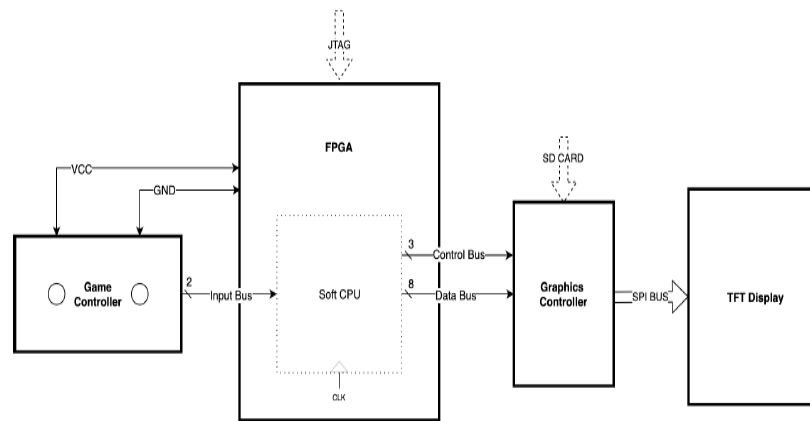 JTAG
FPGA
VCC
SD CARD
GND
3
Control Bus
Game
Controller
2
Input Bus
Soft CPU
8
Data Bus
Graphics
Controller
SPI BUS
TFT Display
CLK